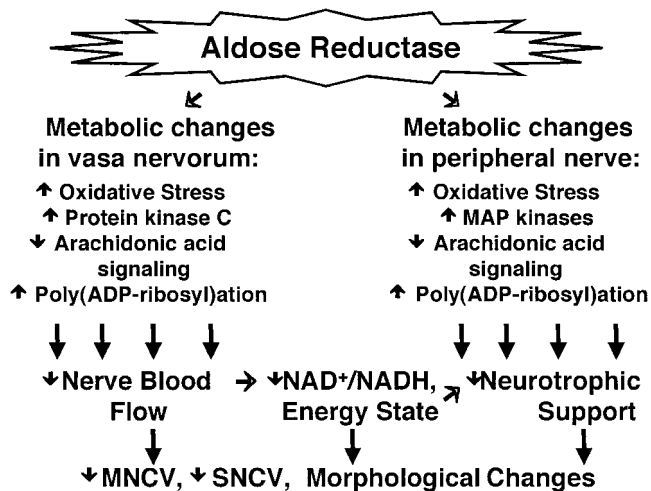 Aldose Reductase
Metabolic changes
in vasa nervorum:
↑ Oxidative Stress
↑ Protein kinase C
↓ Arachidonic acid
signaling
↑ Poly(ADP-ribosyl)ation
Metabolic changes
in peripheral nerve:
↑ Oxidative Stress
↑ MAP kinases
↓ Arachidonic acid
signaling
↑ Poly(ADP-ribosyl)ation
↓Nerve Blood
Flow
↓NAD⁺/NADH,
Energy State
↓Neurotrophic
Support
↓MNCV, ↓SNCV, Morphological Changes